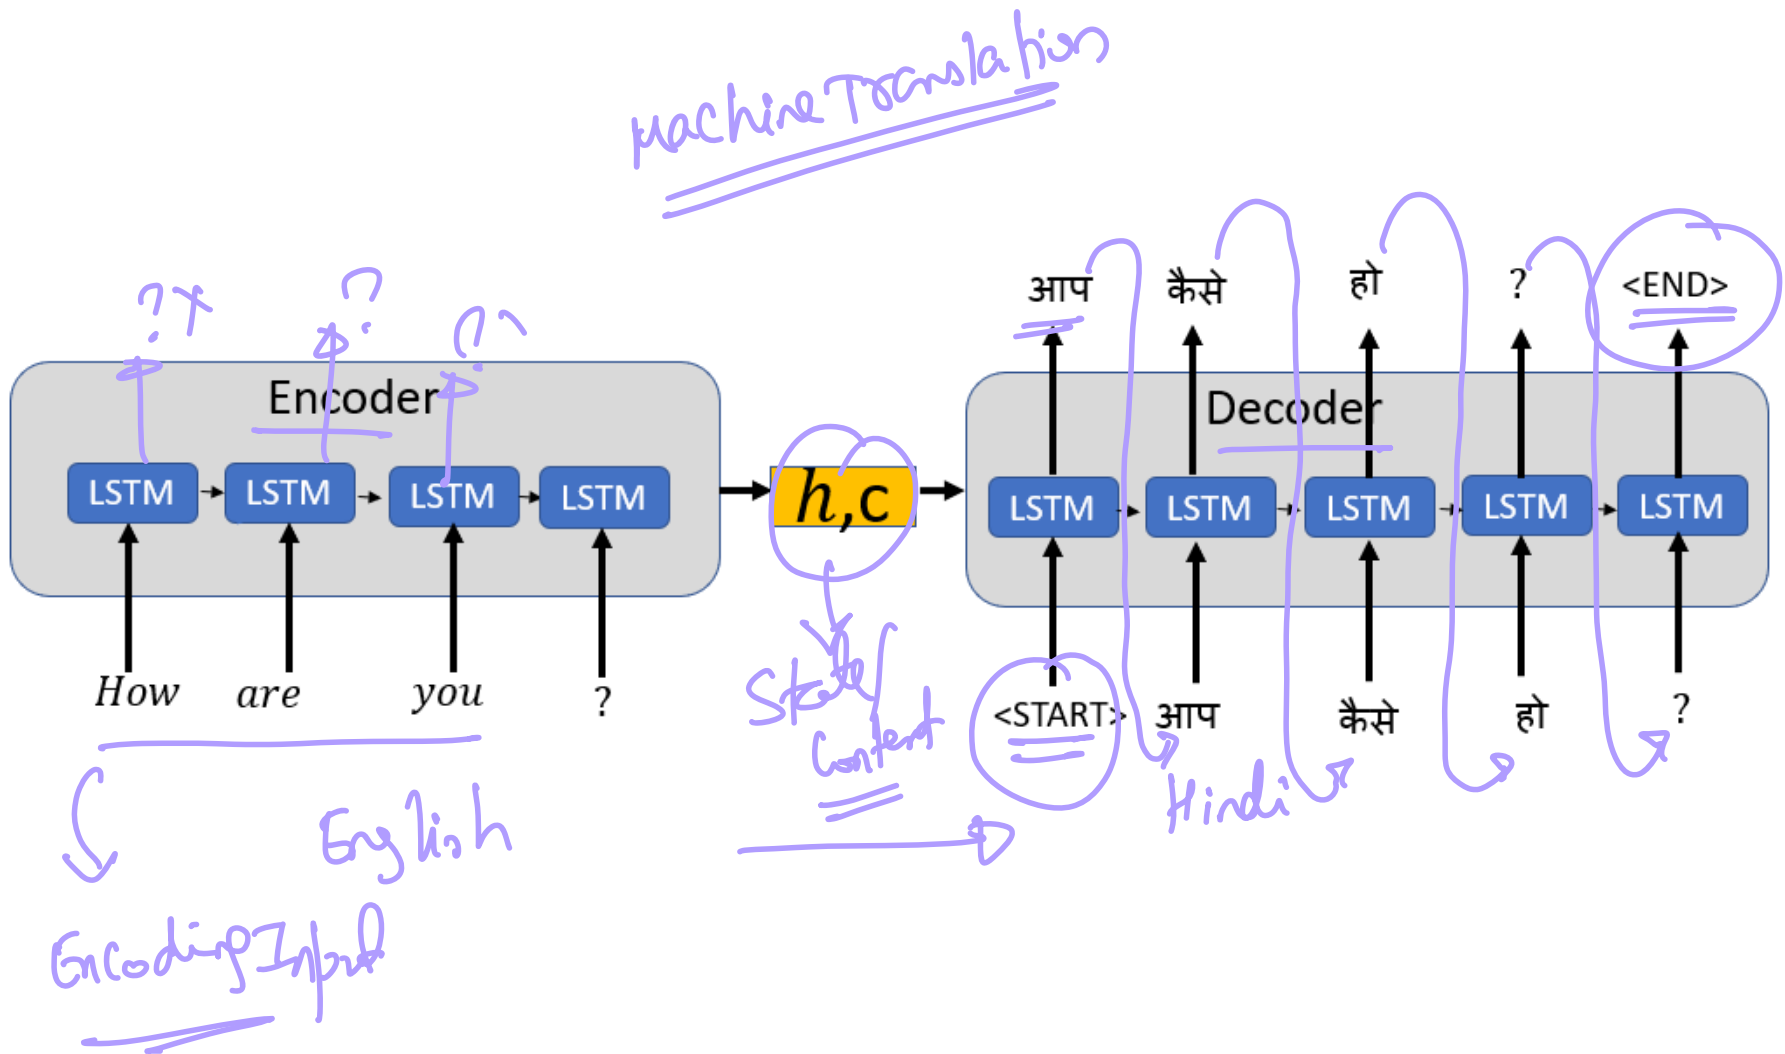 Machine Translation
? x ? ?
आप कैसे हो ? <END>
Encoder
Decoder
LSTM LSTM LSTM LSTM
h,c
LSTM LSTM LSTM LSTM LSTM
How are you ?
<START> आप कैसे हो ?
State/
Context
English
Hindi
Encoding Input